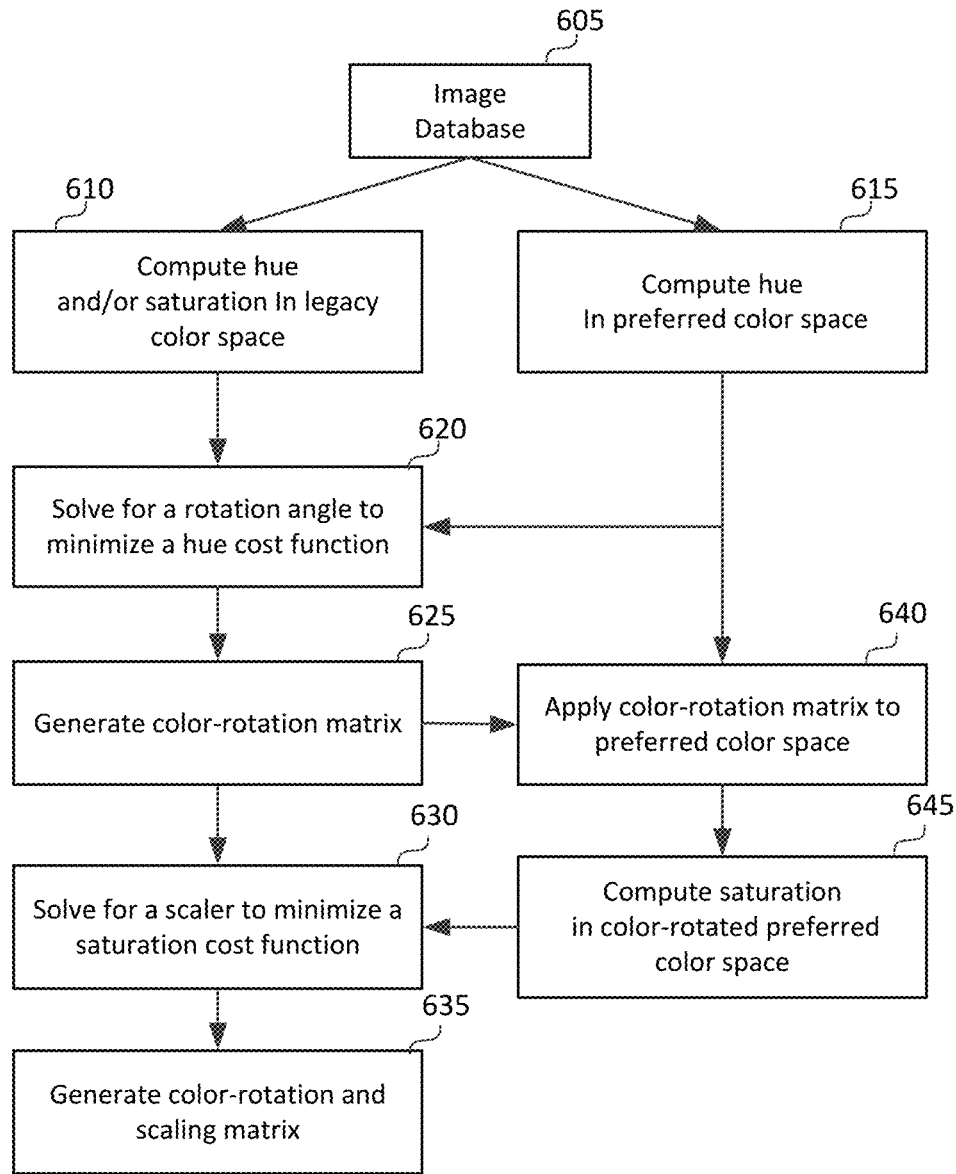 605
Image
Database
610
615
Compute hue
and/or saturation In legacy
color space
Compute hue
In preferred color space
620
Solve for a rotation angle to
minimize a hue cost function
625
640
Generate color-rotation matrix
Apply color-rotation matrix to
preferred color space
630
645
Solve for a scaler to minimize a
saturation cost function
Compute saturation
in color-rotated preferred
color space
635
Generate color-rotation and
scaling matrix